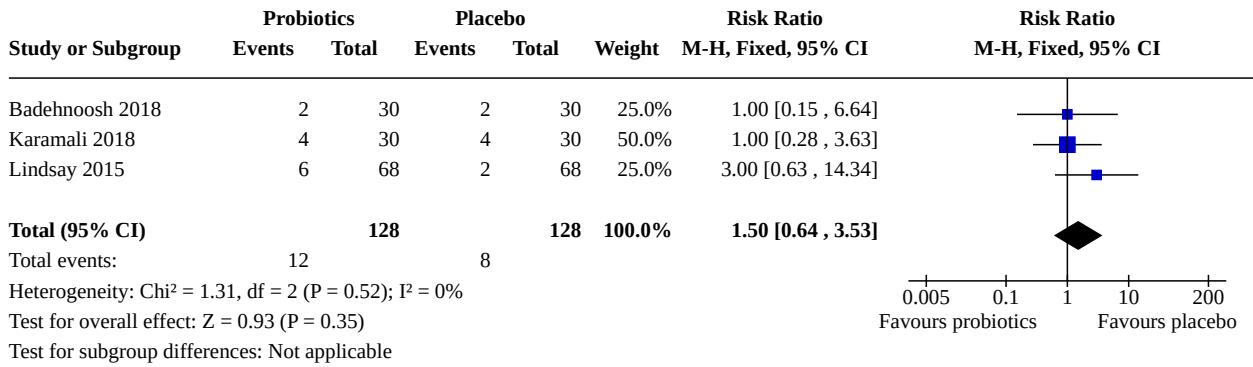 Probiotics Placebo Risk Ratio Risk Ratio
Study or Subgroup Events Total Events Total Weight M-H, Fixed, 95% CI M-H, Fixed, 95% CI
Badehnoosh 2018 2 30 2 30 25.0% 1.00 [0.15 , 6.64]
Karamali 2018 4 30 4 30 50.0% 1.00 [0.28 , 3.63]
Lindsay 2015 6 68 2 68 25.0% 3.00 [0.63 , 14.34]
Total (95% CI) 128 128 100.0% 1.50 [0.64 , 3.53]
Total events: 12 8
Heterogeneity: Chi² = 1.31, df = 2 (P = 0.52); I² = 0%
0.005 0.1 1 10 200
Test for overall effect: Z = 0.93 (P = 0.35)
Favours probiotics Favours placebo
Test for subgroup differences: Not applicable